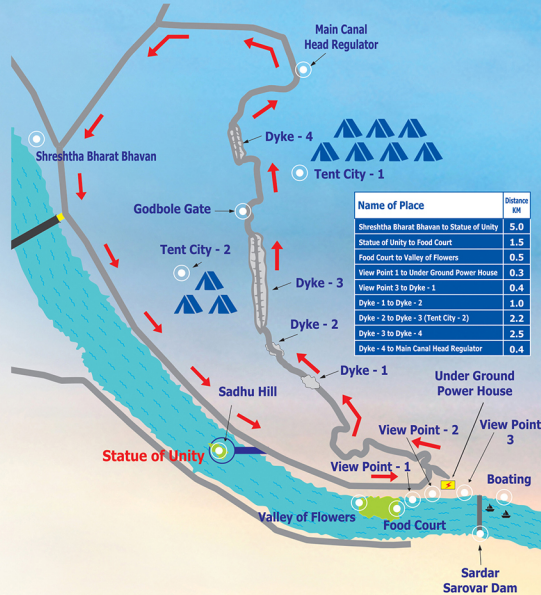 Main Canal
Head Regulator
Dyke - 4
Shreshtha Bharat Bhavan
Tent City - 1
Godbole Gate
Name of Place Distance KM
Shreshtha Bharat Bhavan to Statue of Unity 5.0
Statue of Unity to Food Court 1.5
Food Court to Valley of Flowers 0.5
View Point 1 to Under Ground Power House 0.3
View Point 3 to Dyke - 1 0.4
Dyke - 1 to Dyke - 2 1.0
Dyke - 2 to Dyke - 3 (Tent City - 2) 2.2
Dyke - 3 to Dyke - 4 2.5
Dyke - 4 to Main Canal Head Regulator 0.4
Tent City - 2
Dyke - 3
Dyke - 2
Dyke - 1
Under Ground
Power House
Sadhu Hill
View Point - 2
View Point
3
Statue of Unity
View Point - 1
Boating
Valley of Flowers
Food Court
Sardar
Sarovar Dam